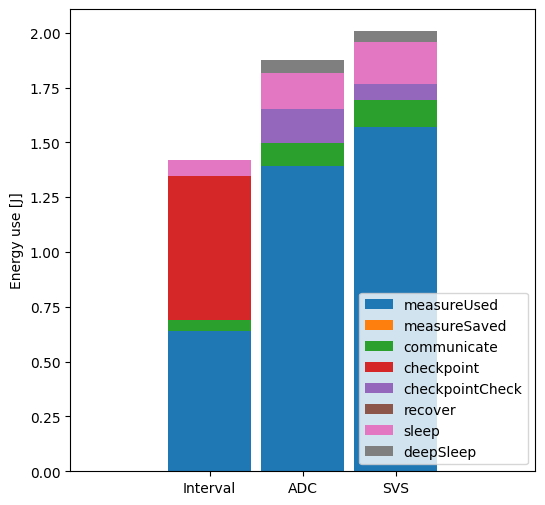 Energy use [J]
2.00
1.75
1.50
1.25
1.00
0.75
0.50
0.25
0.00
measureUsed
measureSaved
communicate
checkpoint
checkpointCheck
recover
sleep
deepSleep
Interval ADC SVS